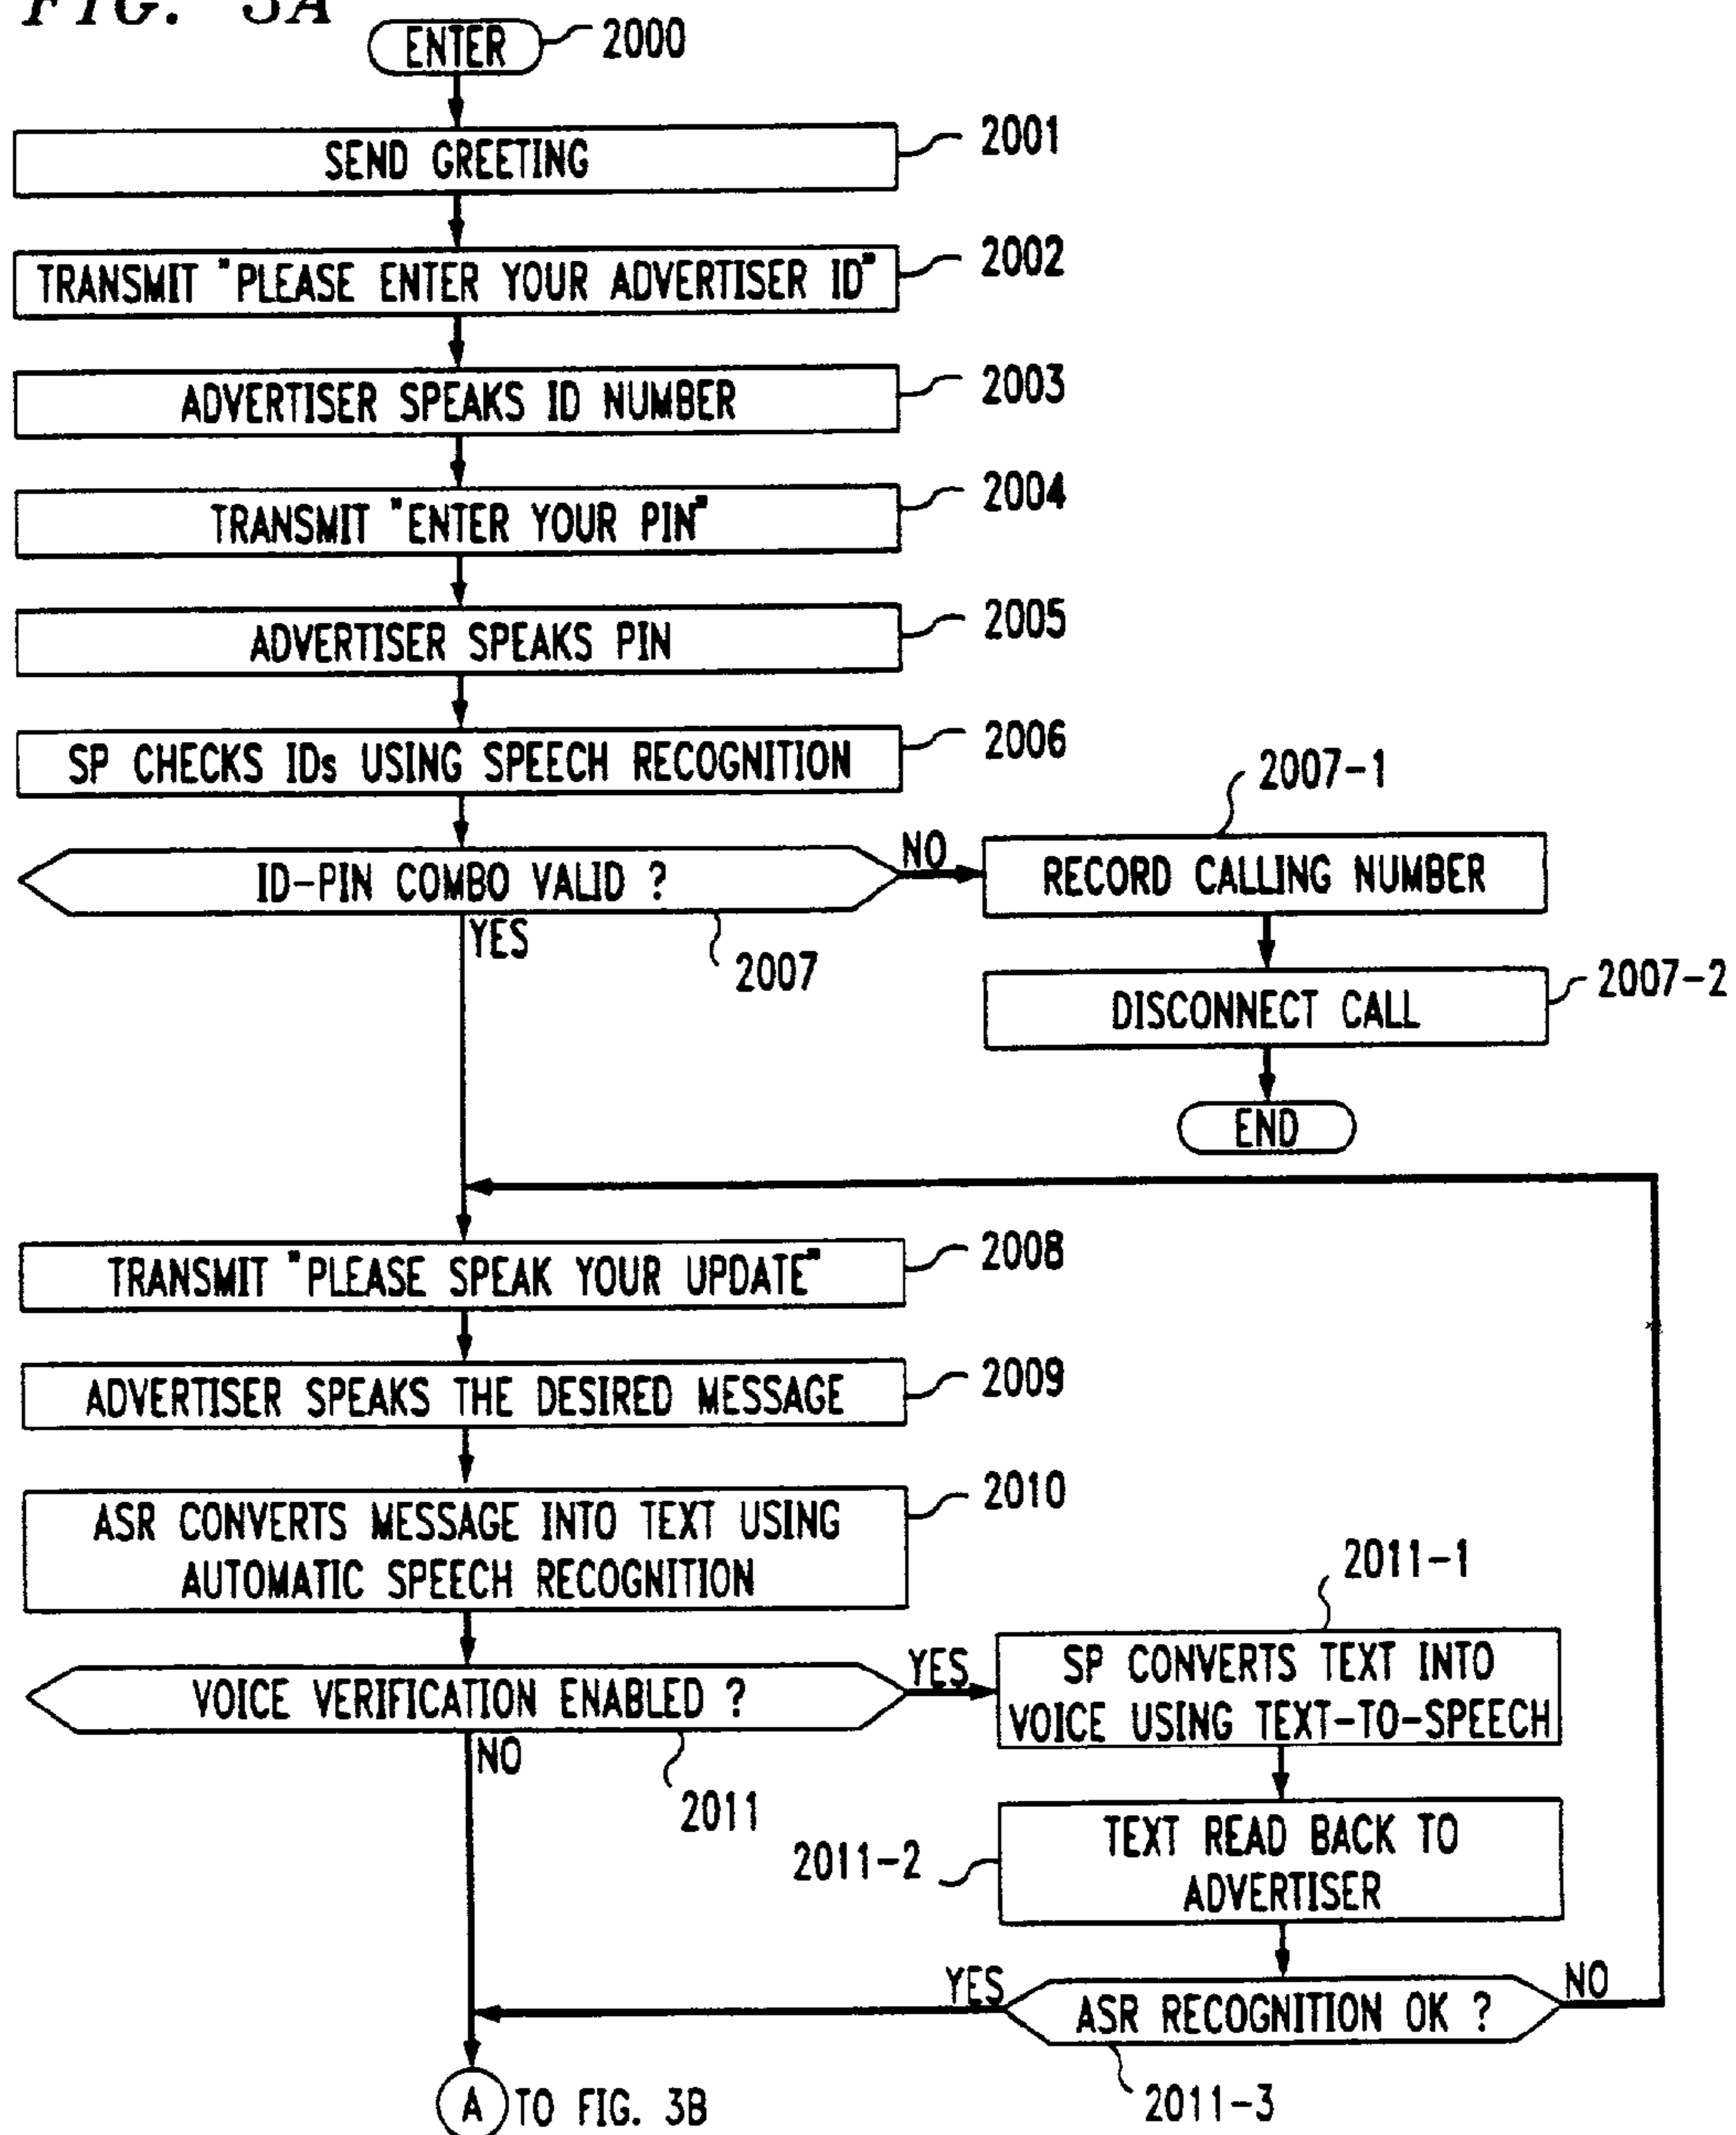 FIG. 3A
ENTER
2000
SEND GREETING
2001
TRANSMIT "PLEASE ENTER YOUR ADVERTISER ID"
2002
ADVERTISER SPEAKS ID NUMBER
2003
TRANSMIT "ENTER YOUR PIN"
2004
ADVERTISER SPEAKS PIN
2005
SP CHECKS IDs USING SPEECH RECOGNITION
2006
ID-PIN COMBO VALID ?
2007
NO
YES
2007-1
RECORD CALLING NUMBER
DISCONNECT CALL
2007-2
END
TRANSMIT "PLEASE SPEAK YOUR UPDATE"
2008
ADVERTISER SPEAKS THE DESIRED MESSAGE
2009
ASR CONVERTS MESSAGE INTO TEXT USING
AUTOMATIC SPEECH RECOGNITION
2010
VOICE VERIFICATION ENABLED ?
2011
YES
NO
2011-1
SP CONVERTS TEXT INTO
VOICE USING TEXT-TO-SPEECH
2011-2
TEXT READ BACK TO
ADVERTISER
YES
ASR RECOGNITION OK ?
NO
2011-3
A TO FIG. 3B